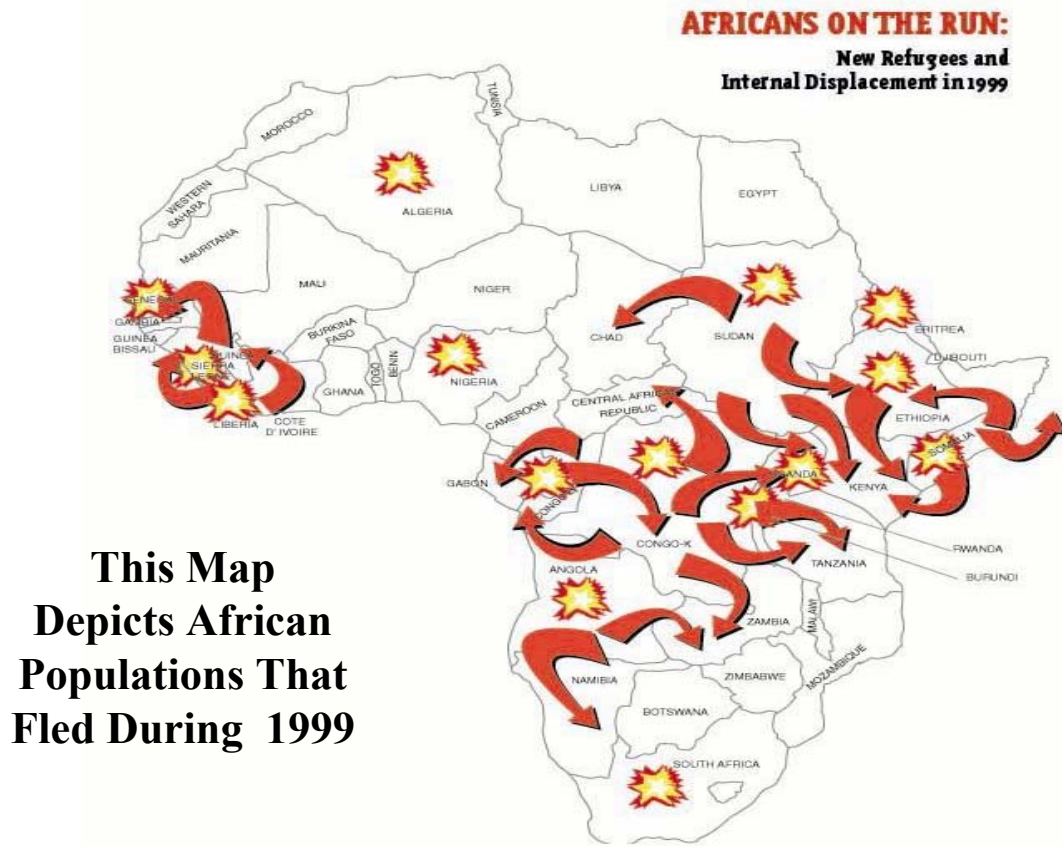 AFRICANS ON THE RUN:
New Refugees and
Internal Displacement in 1999
TUNISIA
MOROCCO
WESTERN
SAHARA
ALGERIA
LIBYA
EGYPT
MAURITANIA
MALI
NIGER
CHAD
SUDAN
ERITREA
DJIBOUTI
GAMBIA
GUINEA
BISSAU
BURKINA
FASO
SIERRA
LIBERIA
COTE
D'IVOIRE
GHANA
TOGO
BENIN
NIGERIA
CAMEROON
CENTRAL AFRICAN
REPUBLIC
ETHIOPIA
SOMALIA
GABON
UGANDA
KENYA
CONGO-K
RWANDA
BURUNDI
TANZANIA
ANGOLA
ZAMBIA
MALAWI
MOZAMBIQUE
NAMIBIA
ZIMBABWE
BOTSWANA
SOUTH AFRICA
This Map
Depicts African
Populations That
Fled During 1999